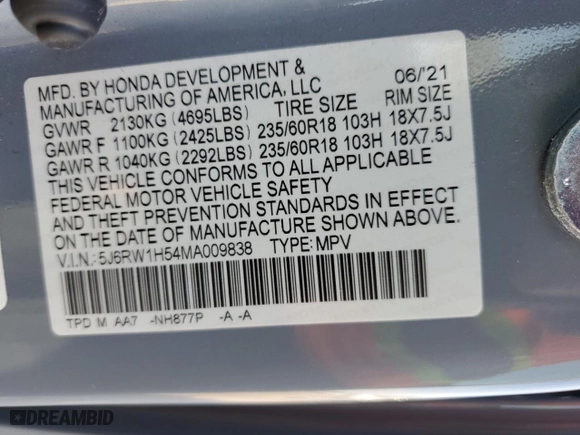 MFD. BY HONDA DEVELOPMENT & 06/'21
MANUFACTURING OF AMERICA, LLC
TIRE SIZE RIM SIZE
GVWR 2130KG (4695LBS)
GAWR F 1100KG (2425LBS) 235/60R18 103H 18X7.5J
GAWR R 1040KG (2292LBS) 235/60R18 103H 18X7.5J
THIS VEHICLE CONFORMS TO ALL APPLICABLE
FEDERAL MOTOR VEHICLE SAFETY
AND THEFT PREVENTION STANDARDS IN EFFECT
ON THE DATE OF MANUFACTURE SHOWN ABOVE.
V.I.N.:5J6RW1H54MA009838 TYPE:MPV
TPD M AA7 -NH877P -A -A
DREAMBID